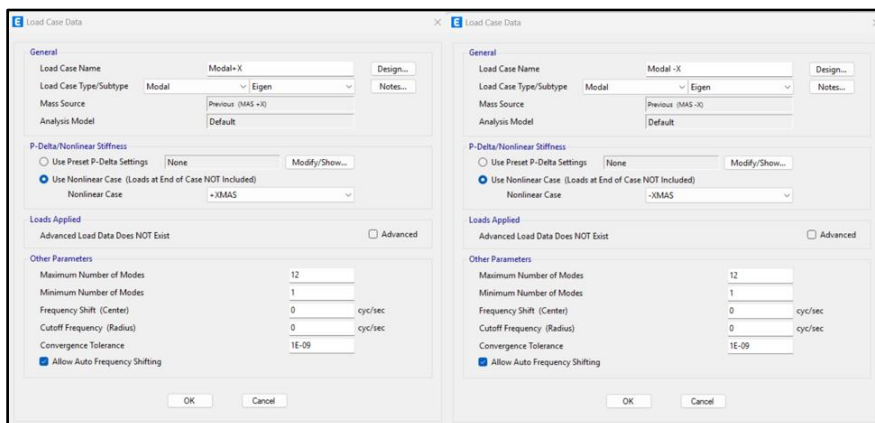 E Load Case Data
General
Load Case Name Modal+X Design...
Load Case Type/Subtype Modal Eigen Notes...
Mass Source Previous (MAS +X)
Analysis Model Default
P-Delta/Nonlinear Stiffness
Use Preset P-Delta Settings None Modify/Show...
Use Nonlinear Case (Loads at End of Case NOT Included)
Nonlinear Case +XMAS
Loads Applied
Advanced Load Data Does NOT Exist Advanced
Other Parameters
Maximum Number of Modes 12
Minimum Number of Modes 1
Frequency Shift (Center) 0 cyc/sec
Cutoff Frequency (Radius) 0 cyc/sec
Convergence Tolerance 1E-09
Allow Auto Frequency Shifting
OK Cancel
E Load Case Data
General
Load Case Name Modal -X Design...
Load Case Type/Subtype Modal Eigen Notes...
Mass Source Previous (MAS -X)
Analysis Model Default
P-Delta/Nonlinear Stiffness
Use Preset P-Delta Settings None Modify/Show...
Use Nonlinear Case (Loads at End of Case NOT Included)
Nonlinear Case -XMAS
Loads Applied
Advanced Load Data Does NOT Exist Advanced
Other Parameters
Maximum Number of Modes 12
Minimum Number of Modes 1
Frequency Shift (Center) 0 cyc/sec
Cutoff Frequency (Radius) 0 cyc/sec
Convergence Tolerance 1E-09
Allow Auto Frequency Shifting
OK Cancel